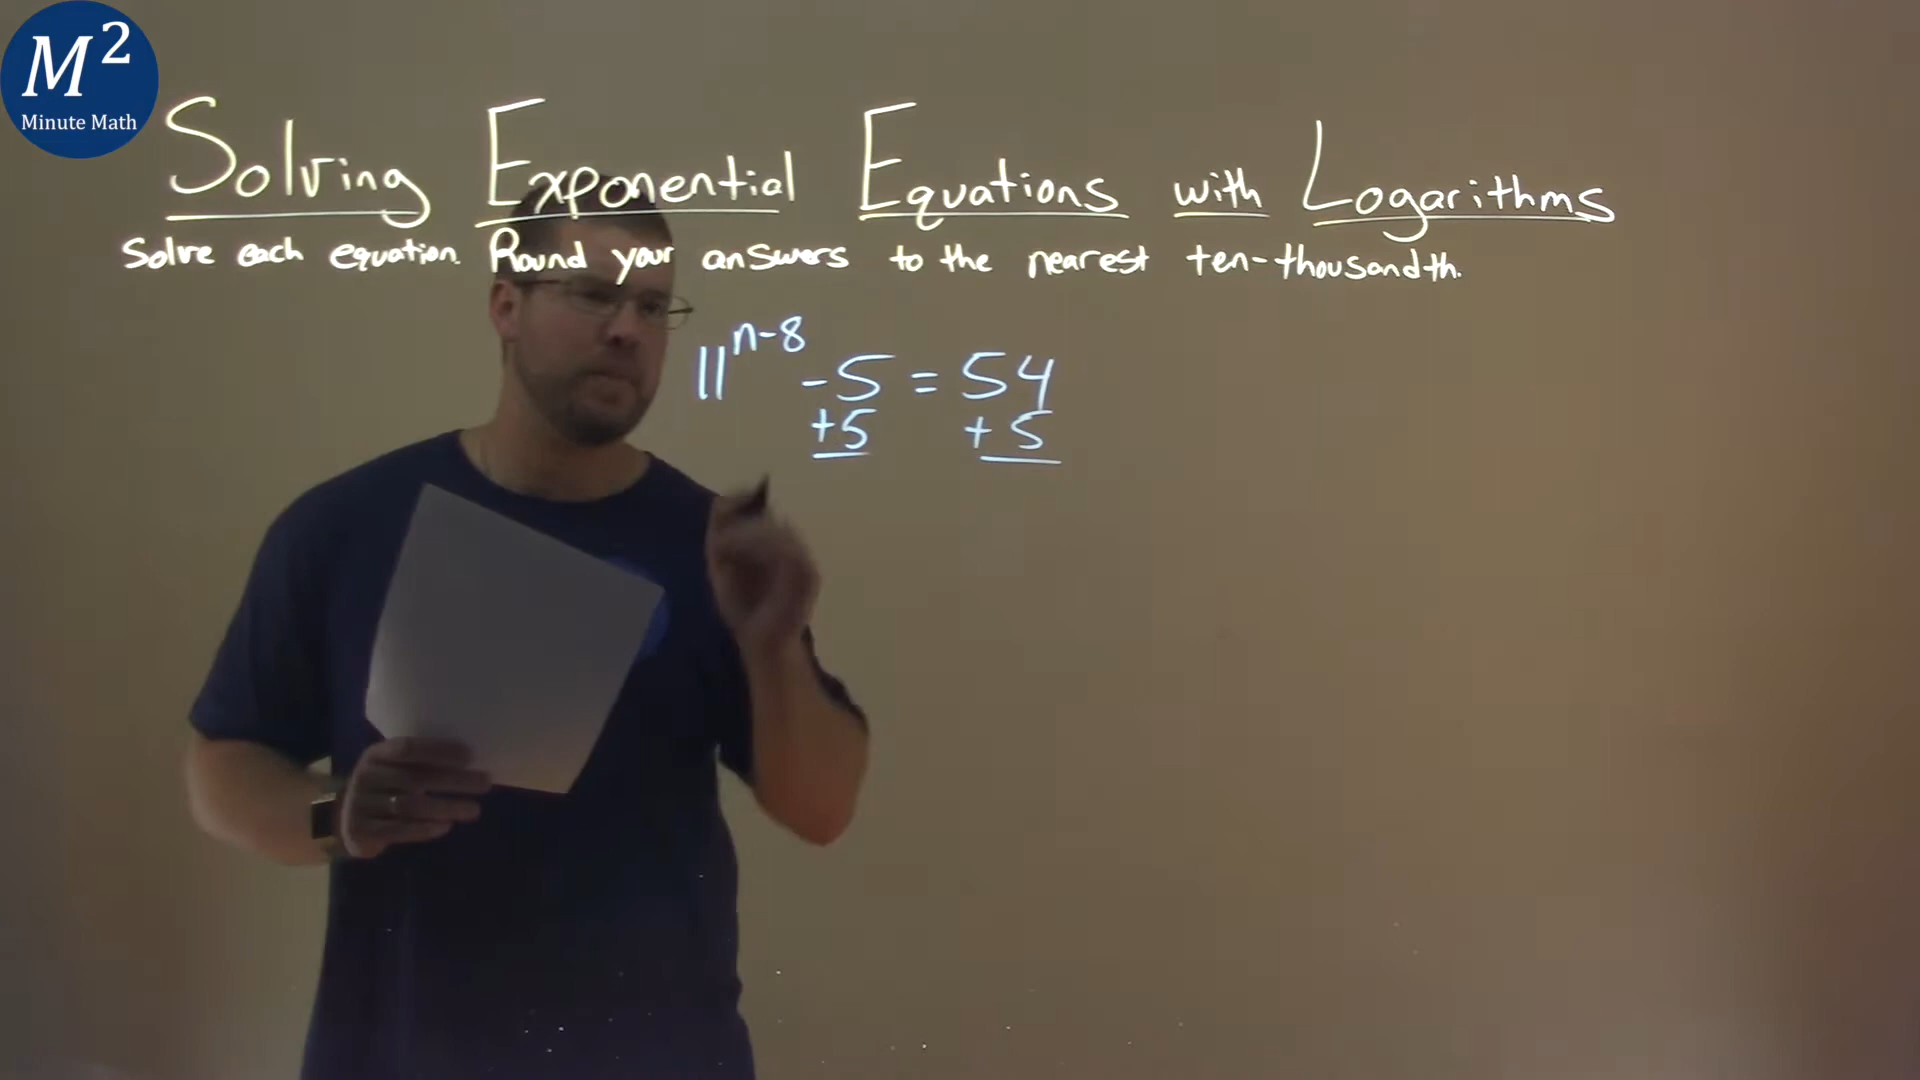 M²
Minute Math
Solving Exponential Equations with Logarithms
Solve each equation. Round your answers to the nearest ten-thousandth.
11^(n-8) -5 = 54
+5 +5